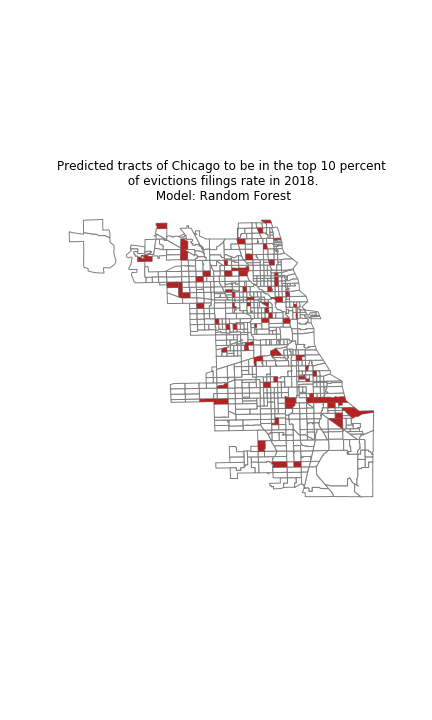 Predicted tracts of Chicago to be in the top 10 percent
of evictions filings rate in 2018.
Model: Random Forest